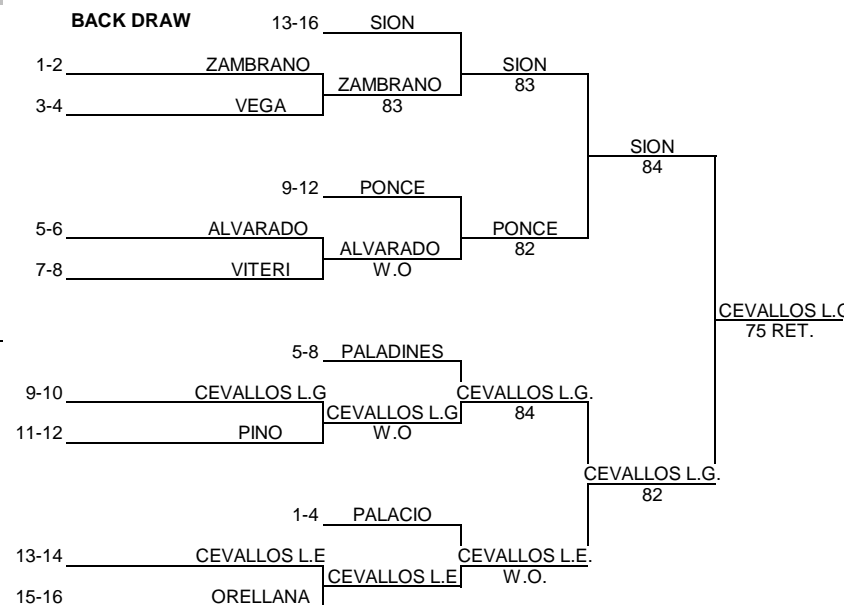 BACK DRAW
13-16 SION
1-2 ZAMBRANO SION
ZAMBRANO 83
3-4 VEGA 83
SION
84
9-12 PONCE
5-6 ALVARADO PONCE
ALVARADO 82
7-8 VITERI W.O
CEVALLOS L.G
75 RET.
5-8 PALADINES
9-10 CEVALLOS L.G CEVALLOS L.G.
CEVALLOS L.G 84
11-12 PINO W.O
CEVALLOS L.G.
82
1-4 PALACIO
13-14 CEVALLOS L.E CEVALLOS L.E.
CEVALLOS L.E W.O.
15-16 ORELLANA